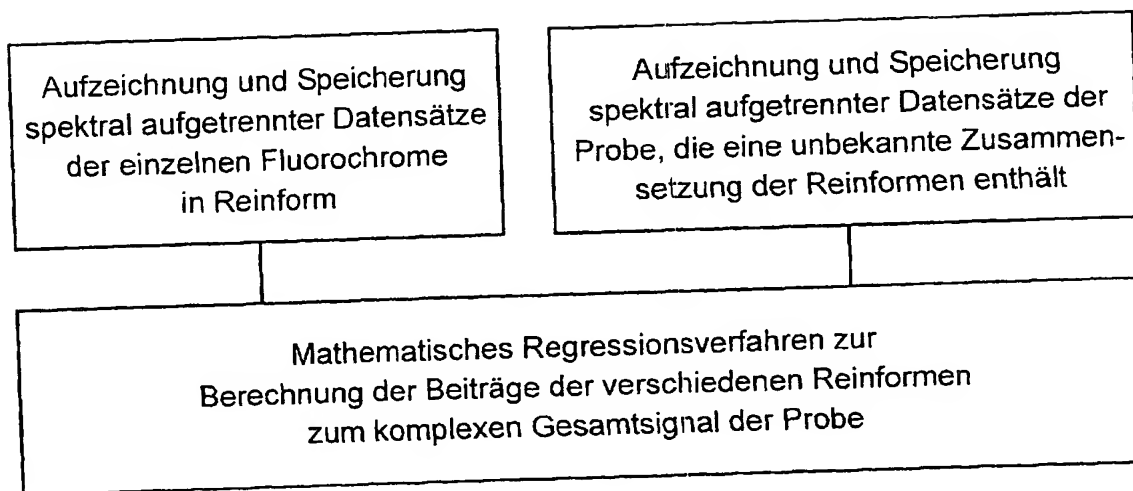 Aufzeichnung und Speicherung
spektral aufgetrennter Datensätze
der einzelnen Fluorochrome
in Reinform
Aufzeichnung und Speicherung
spektral aufgetrennter Datensätze der
Probe, die eine unbekannte Zusammen-
setzung der Reinformen enthält
Mathematisches Regressionsverfahren zur
Berechnung der Beiträge der verschiedenen Reinformen
zum komplexen Gesamtsignal der Probe